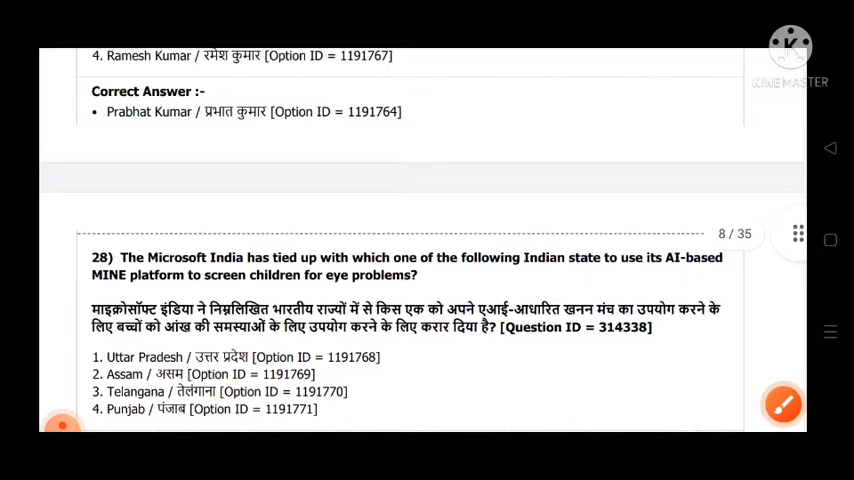 4. Ramesh Kumar / रमेश कुमार [Option ID = 1191767]
KINEMASTER
Correct Answer :-
• Prabhat Kumar / प्रभात कुमार [Option ID = 1191764]
8 / 35
28) The Microsoft India has tied up with which one of the following Indian state to use its AI-based
MINE platform to screen children for eye problems?
माइक्रोसॉफ्ट इंडिया ने निम्नलिखित भारतीय राज्यों में से किस एक को अपने एआई-आधारित खनन मंच का उपयोग करने के
लिए बच्चों को आंख की समस्याओं के लिए उपयोग करने के लिए करार दिया है? [Question ID = 314338]
1. Uttar Pradesh / उत्तर प्रदेश [Option ID = 1191768]
2. Assam / असम [Option ID = 1191769]
3. Telangana / तेलंगाना [Option ID = 1191770]
4. Punjab / पंजाब [Option ID = 1191771]